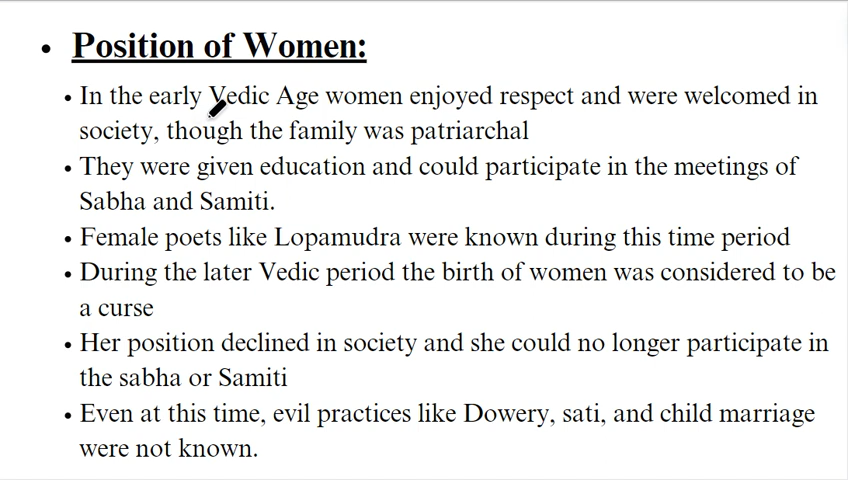 • Position of Women:
• In the early Vedic Age women enjoyed respect and were welcomed in
society, though the family was patriarchal
• They were given education and could participate in the meetings of
Sabha and Samiti.
• Female poets like Lopamudra were known during this time period
• During the later Vedic period the birth of women was considered to be
a curse
• Her position declined in society and she could no longer participate in
the sabha or Samiti
• Even at this time, evil practices like Dowery, sati, and child marriage
were not known.